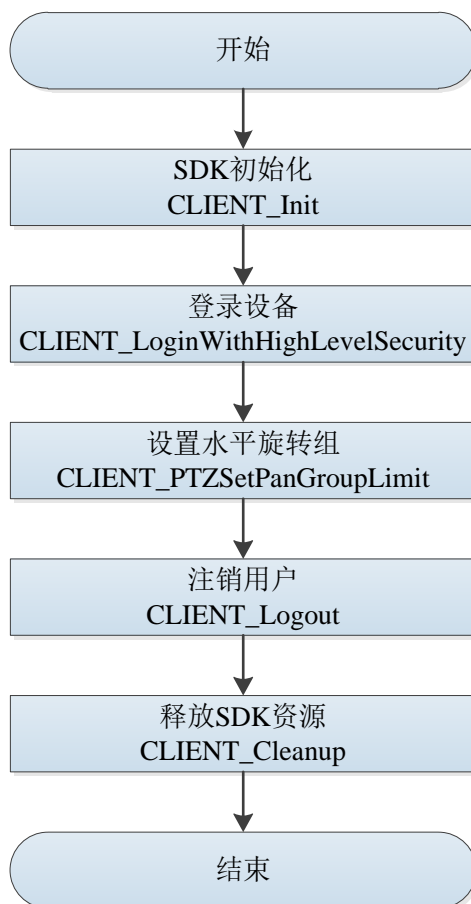 开始
SDK初始化
CLIENT_Init
登录设备
CLIENT_LoginWithHighLevelSecurity
设置水平旋转组
CLIENT_PTZSetPanGroupLimit
注销用户
CLIENT_Logout
释放SDK资源
CLIENT_Cleanup
结束